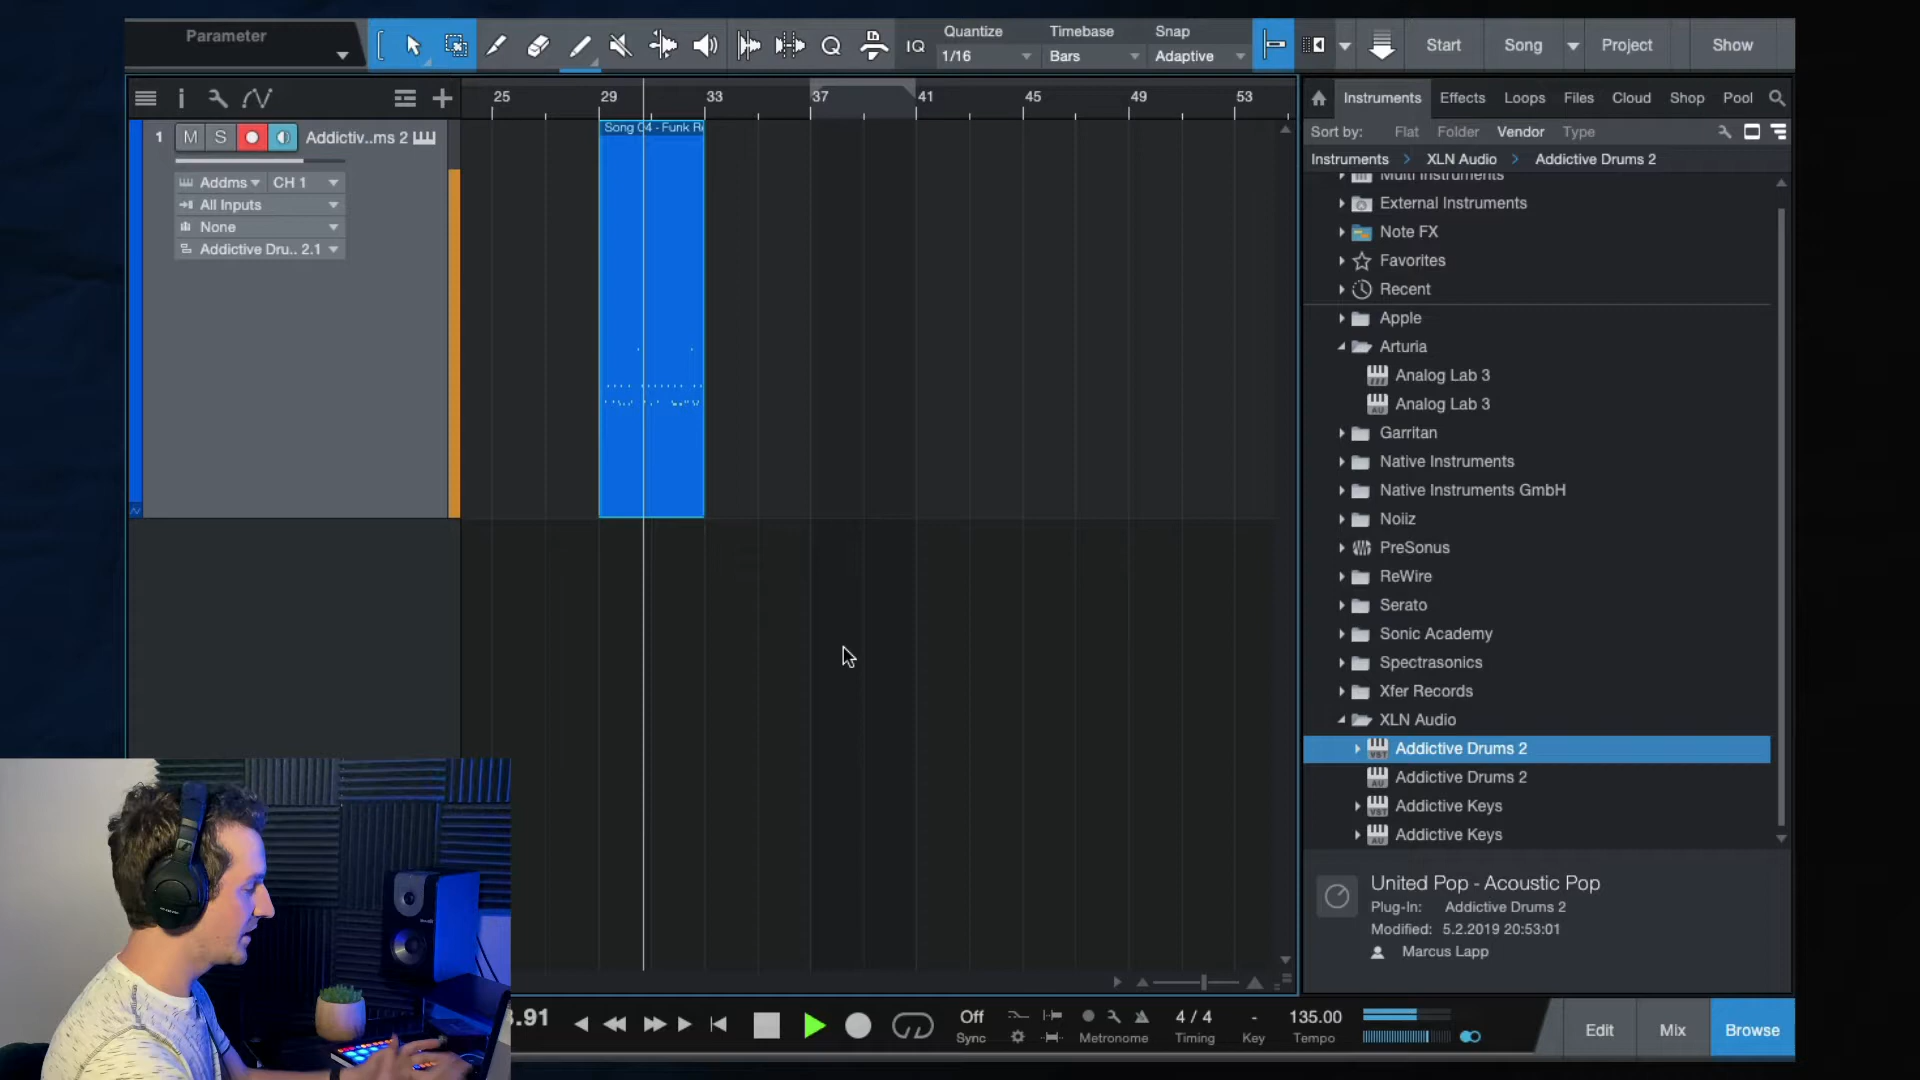 Parameter
Quantize
1/16
Timebase
Bars
Snap
Adaptive
IQ
Start
Song
Project
Show
25
29
33
37
41
45
49
53
Instruments
Effects
Loops
Files
Cloud
Shop
Pool
1
M
S
Addictiv..ms 2
Song 04 - Funk R
Sort by:
Flat
Folder
Vendor
Type
Instruments > XLN Audio > Addictive Drums 2
Addms
CH 1
All Inputs
None
Addictive Dru.. 2.1
Multi Instruments
External Instruments
Note FX
Favorites
Recent
Apple
Arturia
Analog Lab 3
Analog Lab 3
Garritan
Native Instruments
Native Instruments GmbH
Noiiz
PreSonus
ReWire
Serato
Sonic Academy
Spectrasonics
Xfer Records
XLN Audio
Addictive Drums 2
Addictive Drums 2
Addictive Keys
Addictive Keys
United Pop - Acoustic Pop
Plug-In: Addictive Drums 2
Modified: 5.2.2019 20:53:01
Marcus Lapp
.91
Off
Sync
Metronome
4 / 4
Timing
-
Key
135.00
Tempo
Edit
Mix
Browse